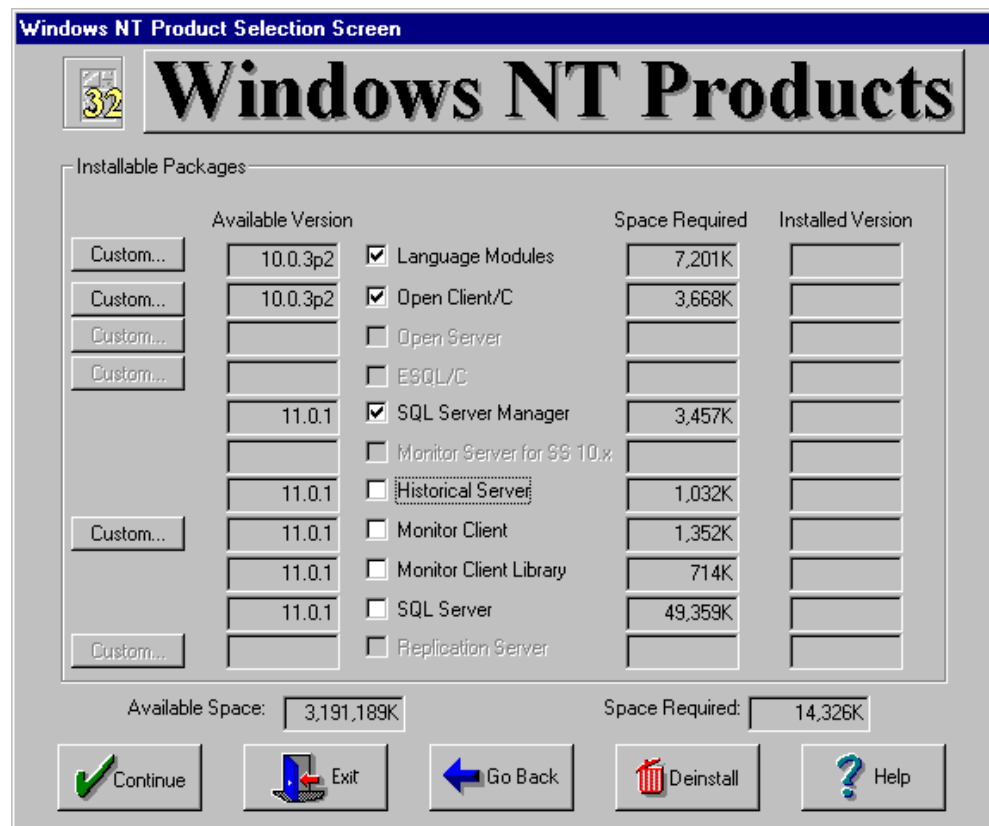 Windows NT Product Selection Screen
32 Windows NT Products
Installable Packages
Available Version Space Required Installed Version
Custom... 10.0.3p2 Language Modules 7,201K
Custom... 10.0.3p2 Open Client/C 3,668K
Custom... Open Server
Custom... ESQL/C
11.0.1 SQL Server Manager 3,457K
Monitor Server for SS 10.x
11.0.1 Historical Server 1,032K
Custom... 11.0.1 Monitor Client 1,352K
11.0.1 Monitor Client Library 714K
11.0.1 SQL Server 49,359K
Custom... Replication Server
Available Space: 3,191,189K Space Required: 14,326K
Continue Exit Go Back Deinstall Help